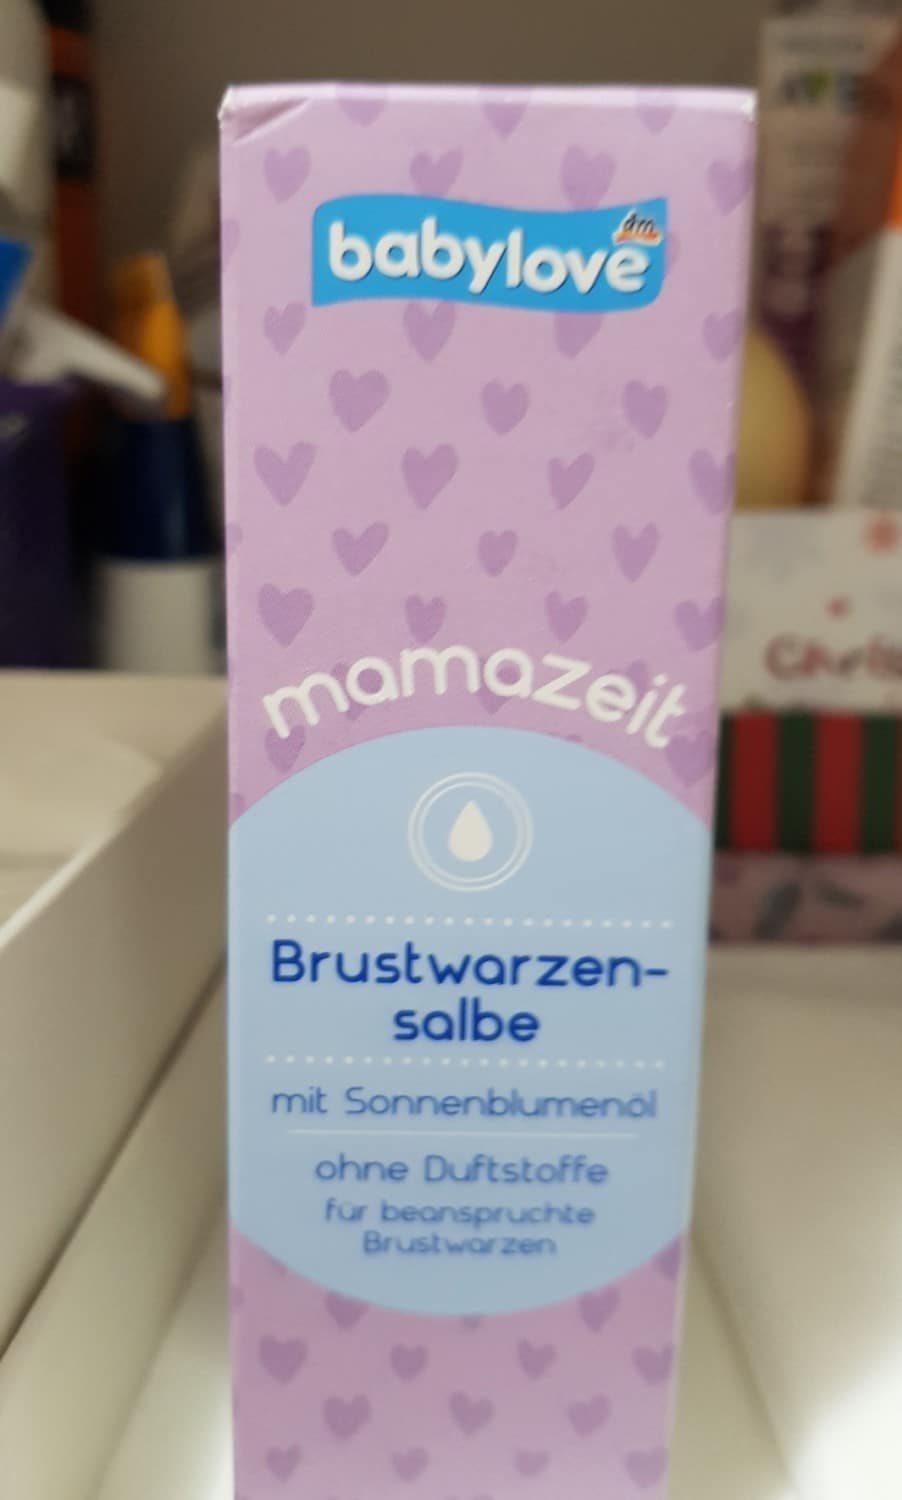 dm
babylove
mamazeit
Brustwarzen-
salbe
mit Sonnenblumenöl
ohne Duftstoffe
für beanspruchte
Brustwarzen